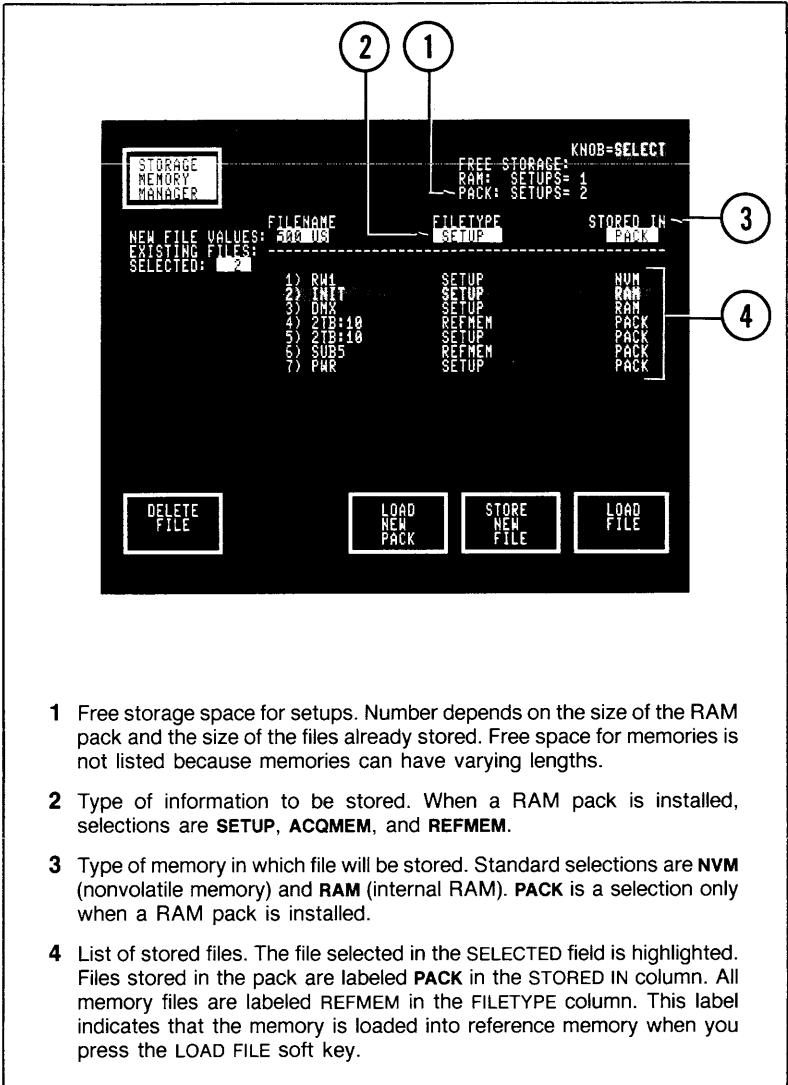 2 1
KNOB=SELECT
STORAGE
MEMORY
MANAGER
FREE STORAGE:
RAM: SETUPS= 1
PACK: SETUPS= 2
FILENAME FILETYPE STORED IN 3
NEW FILE VALUES: 500 US SETUP PACK
EXISTING FILES:
SELECTED: 2
1) RW1 SETUP NVM
2) INIT SETUP RAM
3) DMX SETUP RAM
4) 2TB:10 REFMEM PACK
5) 2TB:10 SETUP PACK
6) SUB5 REFMEM PACK
7) PWR SETUP PACK
4
DELETE
FILE
LOAD
NEW
PACK
STORE
NEW
FILE
LOAD
FILE
1 Free storage space for setups. Number depends on the size of the RAM
pack and the size of the files already stored. Free space for memories is
not listed because memories can have varying lengths.
2 Type of information to be stored. When a RAM pack is installed,
selections are SETUP, ACQMEM, and REFMEM.
3 Type of memory in which file will be stored. Standard selections are NVM
(nonvolatile memory) and RAM (internal RAM). PACK is a selection only
when a RAM pack is installed.
4 List of stored files. The file selected in the SELECTED field is highlighted.
Files stored in the pack are labeled PACK in the STORED IN column. All
memory files are labeled REFMEM in the FILETYPE column. This label
indicates that the memory is loaded into reference memory when you
press the LOAD FILE soft key.